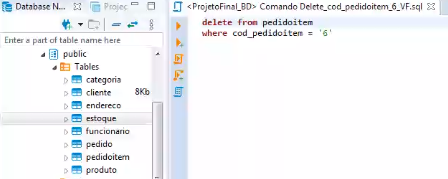 Database N...
Projec
<ProjetoFinal_BD> Comando Delete_cod_pedidoitem_6_VF.sql
Enter a part of table name here
public
Tables
categoria
cliente 8Kb
endereco
estoque
funcionario
pedido
pedidoitem
produto
delete from pedidoitem
where cod_pedidoitem = '6'